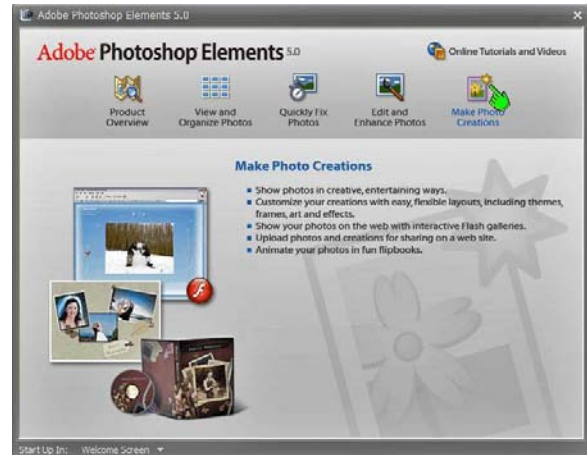 Adobe Photoshop Elements 5.0
Adobe Photoshop Elements 5.0
Online Tutorials and Videos
Product
Overview
View and
Organize Photos
Quickly Fix
Photos
Edit and
Enhance Photos
Make Photo
Creations
Make Photo Creations
Show photos in creative, entertaining ways.
Customize your creations with easy, flexible layouts, including themes,
frames, art and effects.
Show your photos on the web with interactive Flash galleries.
Upload photos and creations for sharing on a web site.
Animate your photos in fun flipbooks.
Start Up In: Welcome Screen